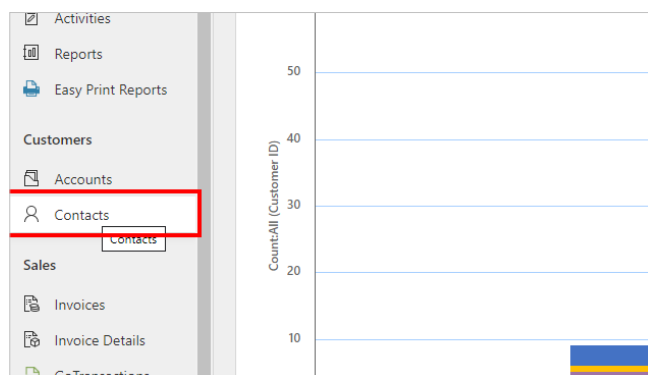 Activities
Reports
Easy Print Reports
Customers
Accounts
Contacts
Contacts
Sales
Invoices
Invoice Details
GoTransactions
50
40
30
20
10
Count:All (Customer ID)